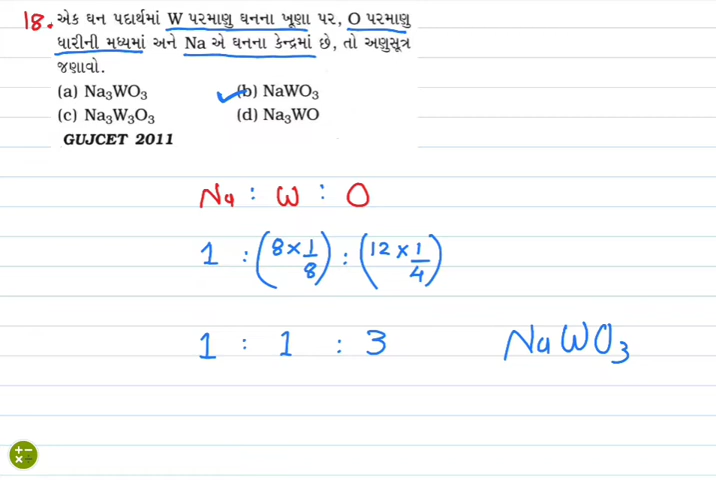 18. એક ઘન પદાર્થમાં W પરમાણુ ઘનના ખૂણા પર, O પરમાણુ
ધારીની મધ્યમાં અને Na એ ઘનના કેન્દ્રમાં છે, તો અણુસૂત્ર
જણાવો.
(a) Na₃WO₃ (b) NaWO₃
(c) Na₃W₃O₃ (d) Na₃WO
GUJCET 2011
Na : W : O
1 : (8 × 1/8) : (12 × 1/4)
1 : 1 : 3 NaWO₃